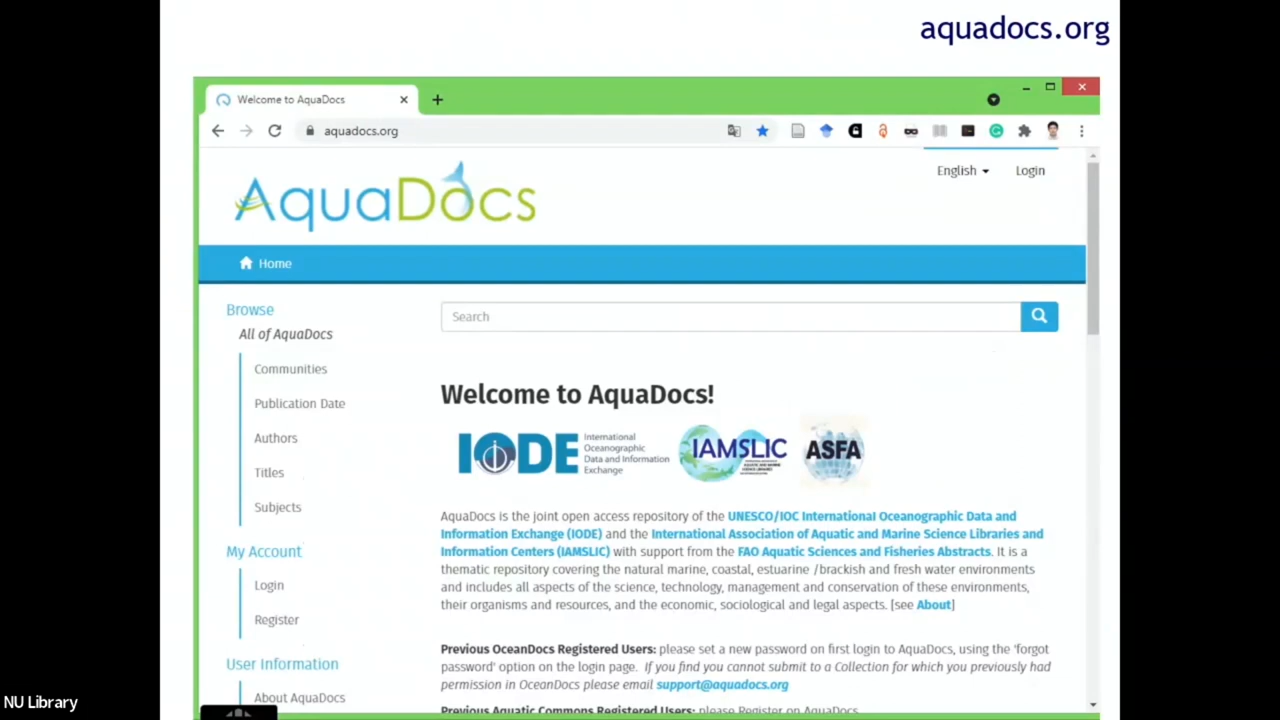 aquadocs.org
Welcome to AquaDocs
aquadocs.org
AquaDocs
English
Login
Home
Browse
All of AquaDocs
Communities
Publication Date
Authors
Titles
Subjects
My Account
Login
Register
User Information
About AquaDocs
Search
Welcome to AquaDocs!
IODE
International
Oceanographic
Data and Information
Exchange
IAMSLIC
ASFA
AquaDocs is the joint open access repository of the UNESCO/IOC International Oceanographic Data and
Information Exchange (IODE) and the International Association of Aquatic and Marine Science Libraries and
Information Centers (IAMSLIC) with support from the FAO Aquatic Sciences and Fisheries Abstracts. It is a
thematic repository covering the natural marine, coastal, estuarine /brackish and fresh water environments
and includes all aspects of the science, technology, management and conservation of these environments,
their organisms and resources, and the economic, sociological and legal aspects. [see About]
Previous OceanDocs Registered Users: please set a new password on first login to AquaDocs, using the 'forgot
password' option on the login page. If you find you cannot submit to a Collection for which you previously had
permission in OceanDocs please email support@aquadocs.org
Previous Aquatic Commons Registered Users: please Register on AquaDocs
NU Library